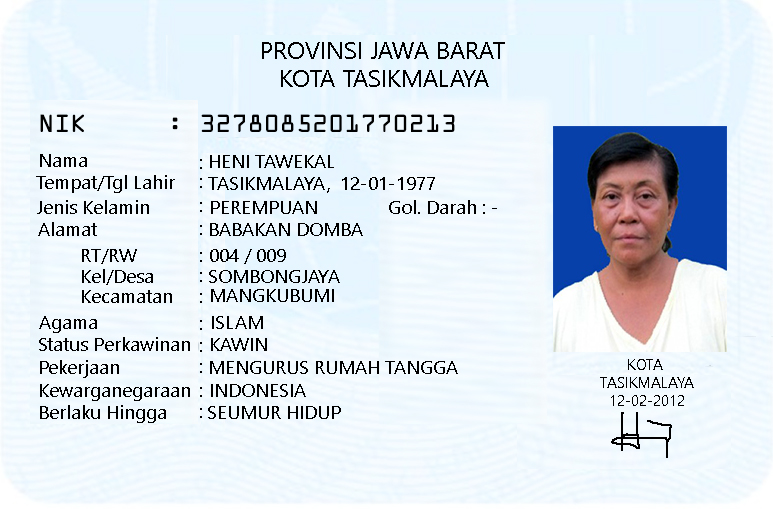 PROVINSI JAWA BARAT
KOTA TASIKMALAYA
NIK : 3278085201770213
Nama : HENI TAWEKAL
Tempat/Tgl Lahir : TASIKMALAYA, 12-01-1977
Jenis Kelamin : PEREMPUAN Gol. Darah : -
Alamat : BABAKAN DOMBA
RT/RW : 004 / 009
Kel/Desa : SOMBONGJAYA
Kecamatan : MANGKUBUMI
Agama : ISLAM
Status Perkawinan : KAWIN
Pekerjaan : MENGURUS RUMAH TANGGA
Kewarganegaraan : INDONESIA
Berlaku Hingga : SEUMUR HIDUP
KOTA
TASIKMALAYA
12-02-2012